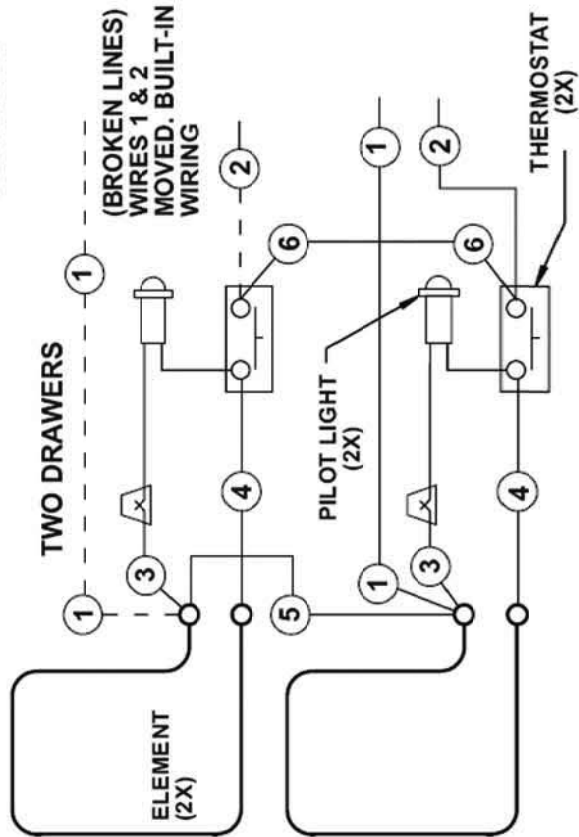 TWO DRAWERS
1
1
(BROKEN LINES)
WIRES 1 & 2
MOVED. BUILT-IN
WIRING
3
ELEMENT
(2X)
4
2
5
6
PILOT LIGHT
(2X)
1
1
3
2
6
4
THERMOSTAT
(2X)